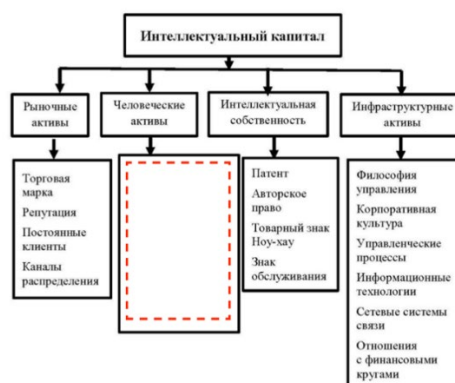 Интеллектуальный капитал
Рыночные
активы
Человеческие
активы
Интеллектуальная
собственность
Инфраструктурные
активы
Торговая
марка
Репутация
Постоянные
клиенты
Каналы
распределения
Патент
Авторское
право
Товарный знак
Ноу-хау
Знак
обслуживания
Философия
управления
Корпоративная
культура
Управленческие
процессы
Информационные
технологии
Сетевые системы
связи
Отношения
с финансовыми
кругами